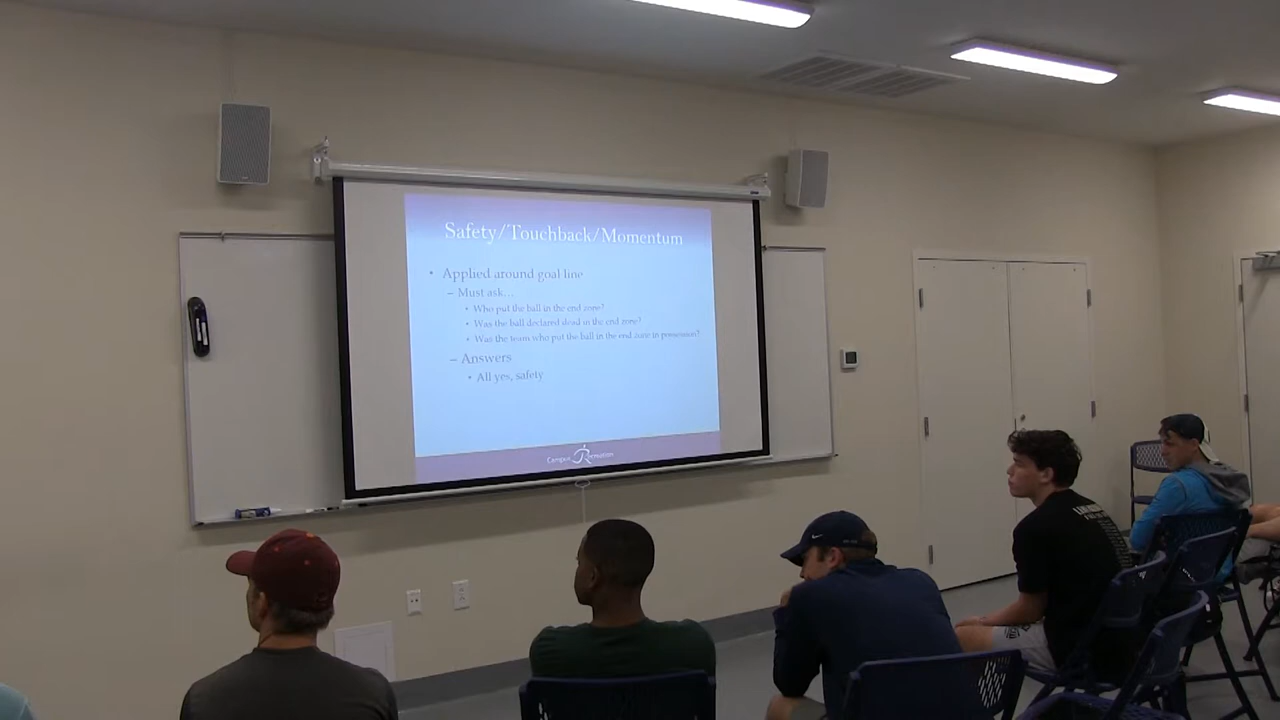 Safety/Touchback/Momentum
• Applied around goal line
– Must ask…
• Who put the ball in the end zone?
• Was the ball declared dead in the end zone?
• Was the team who put the ball in the end zone in possession?
– Answers
• All yes, safety
Campus Recreation